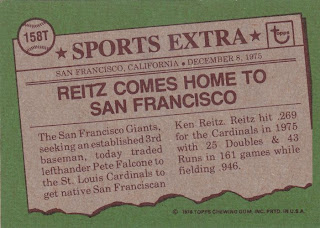 158T
★ SPORTS EXTRA ★
topps
SAN FRANCISCO, CALIFORNIA • DECEMBER 8, 1975
REITZ COMES HOME TO
SAN FRANCISCO
The San Francisco Giants,
seeking an established 3rd
baseman, today traded
lefthander Pete Falcone to
the St. Louis Cardinals to
get native San Franciscan
Ken Reitz. Reitz hit .269
for the Cardinals in 1975
with 25 Doubles & 43
Runs in 161 games while
fielding .946.
© 1976 TOPPS CHEWING GUM, INC. PRTD. IN U.S.A.